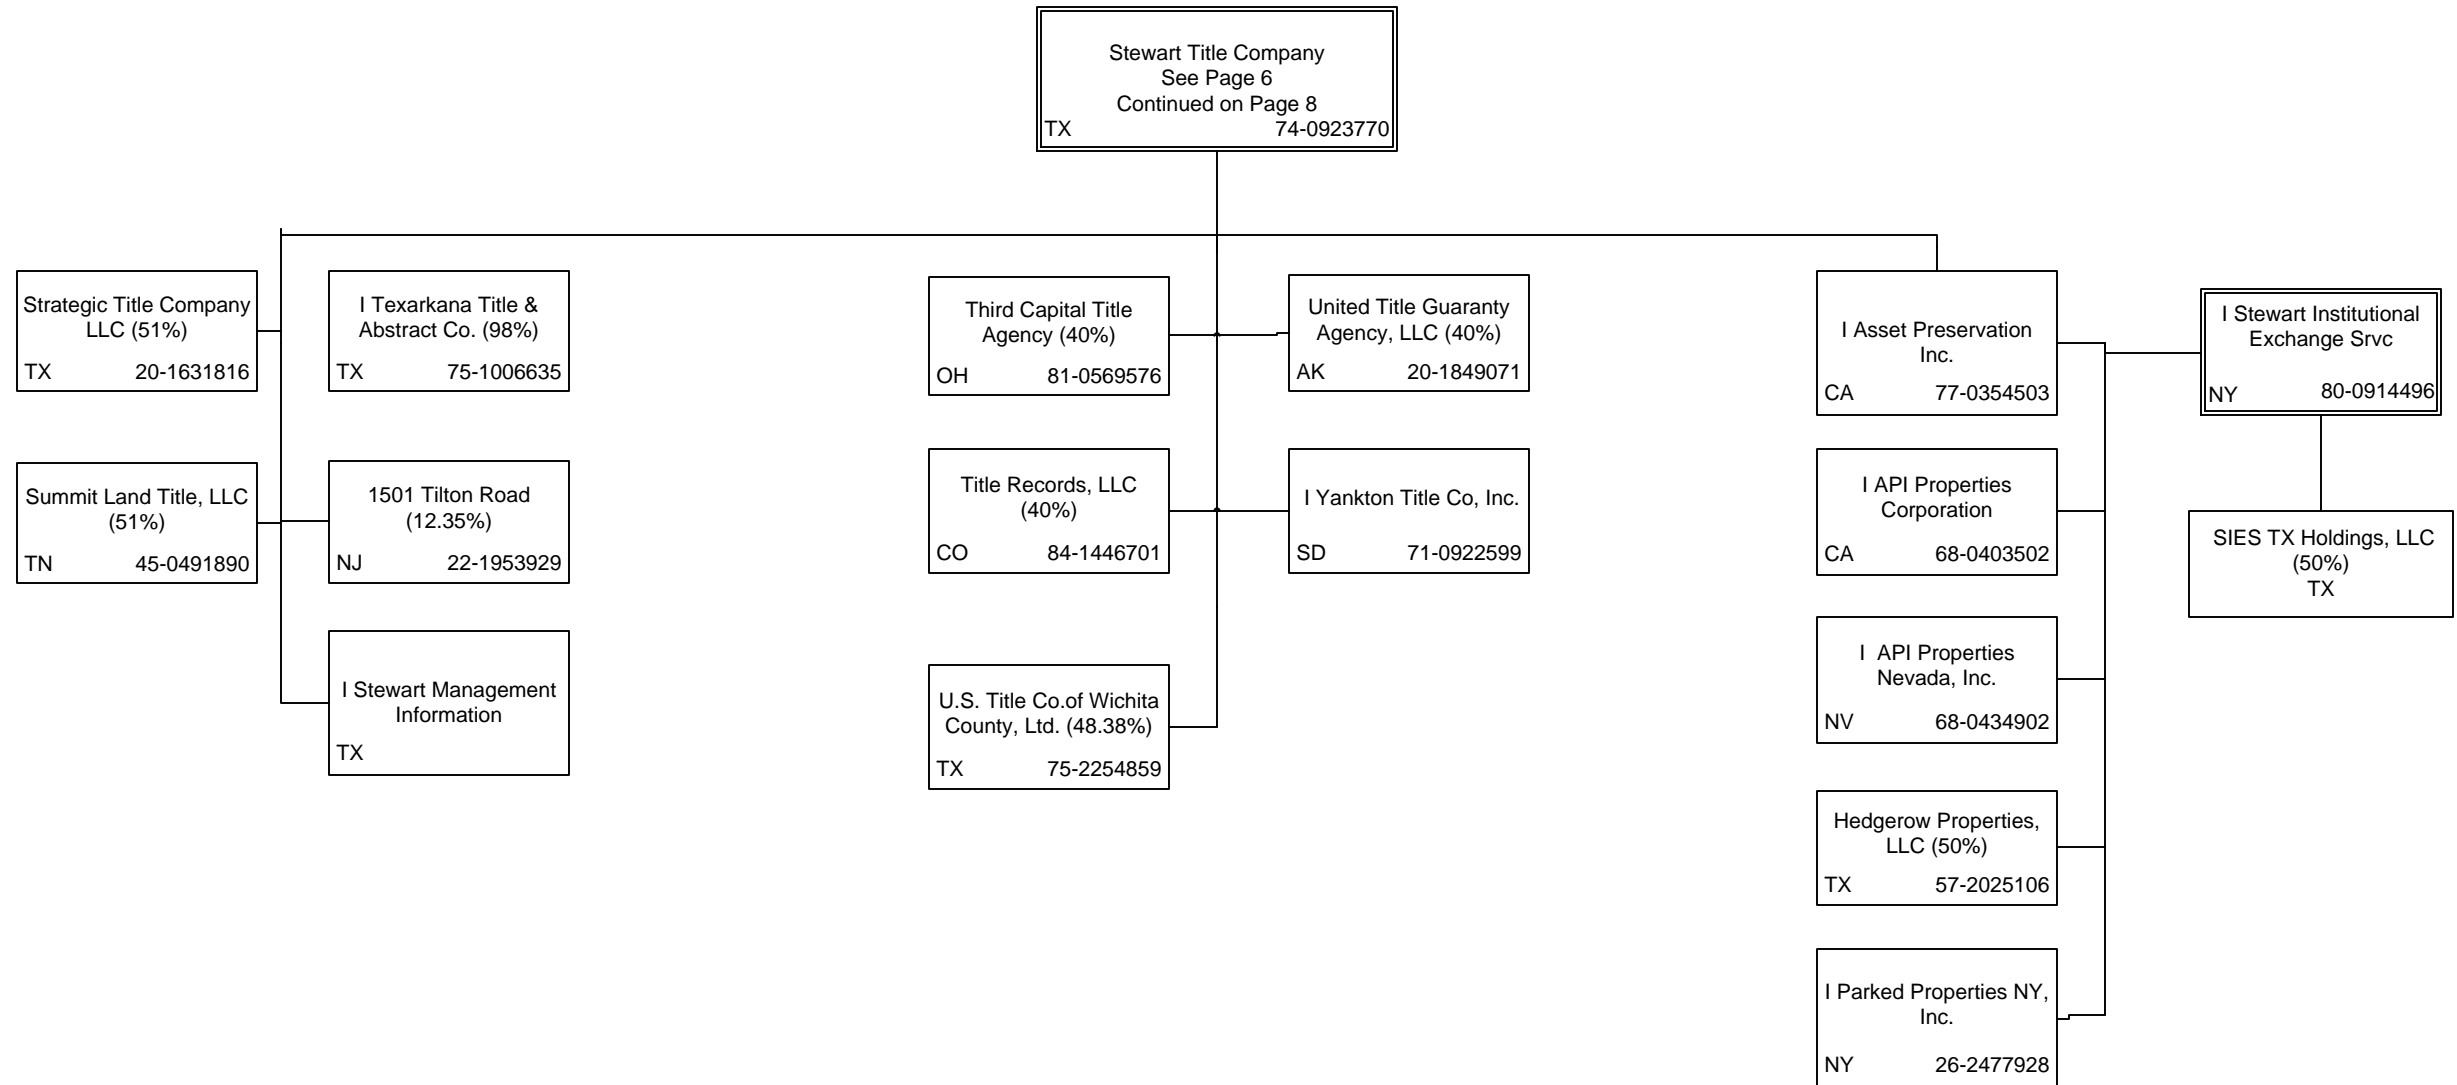 Stewart Title Company
See Page 6
Continued on Page 8
TX 74-0923770
Strategic Title Company
LLC (51%)
TX 20-1631816
I Texarkana Title &
Abstract Co. (98%)
TX 75-1006635
Third Capital Title
Agency (40%)
OH 81-0569576
United Title Guaranty
Agency, LLC (40%)
AK 20-1849071
I Asset Preservation
Inc.
CA 77-0354503
I Stewart Institutional
Exchange Srvc
NY 80-0914496
Summit Land Title, LLC
(51%)
TN 45-0491890
1501 Tilton Road
(12.35%)
NJ 22-1953929
Title Records, LLC
(40%)
CO 84-1446701
I Yankton Title Co, Inc.
SD 71-0922599
I API Properties
Corporation
CA 68-0403502
SIES TX Holdings, LLC
(50%)
TX
I Stewart Management
Information
TX
U.S. Title Co.of Wichita
County, Ltd. (48.38%)
TX 75-2254859
I API Properties
Nevada, Inc.
NV 68-0434902
Hedgerow Properties,
LLC (50%)
TX 57-2025106
I Parked Properties NY,
Inc.
NY 26-2477928